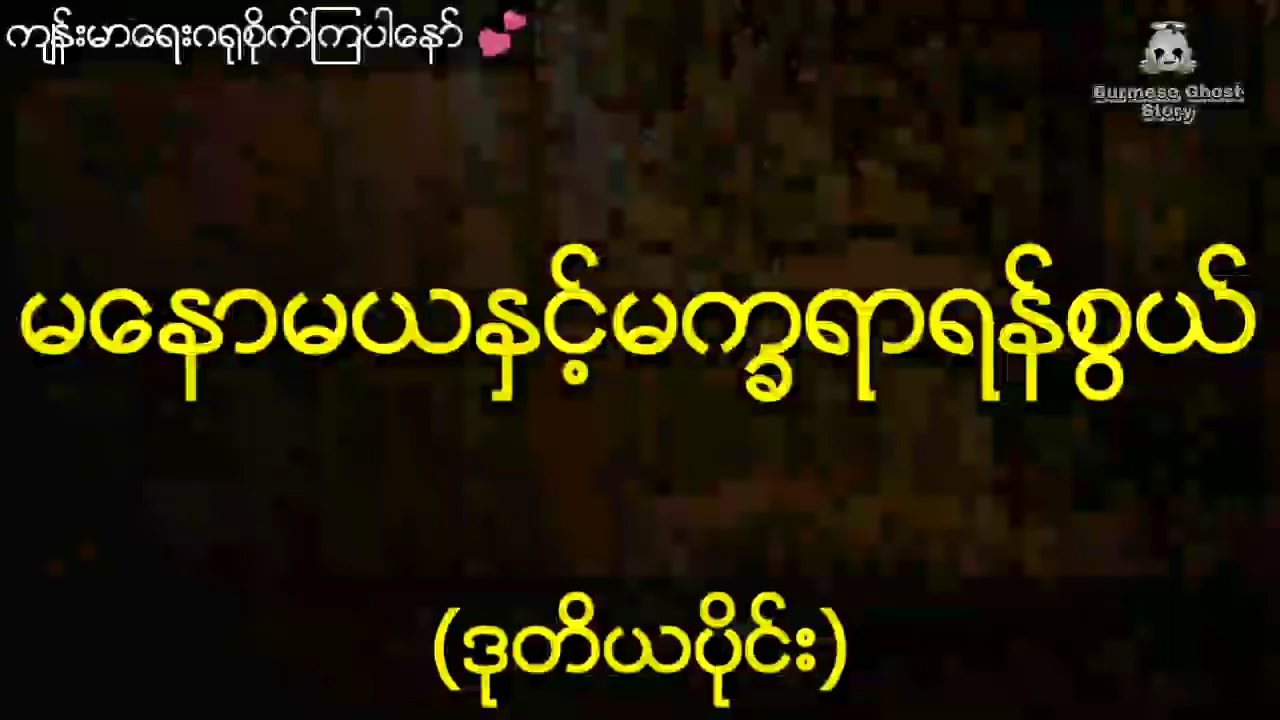 ကျန်းမာရေးဂရုစိုက်ကြပါနော် 💕
Burmese Ghost
Story
မနောမယနှင့်မက္ခရာရန်စွယ်
(ဒုတိယပိုင်း)